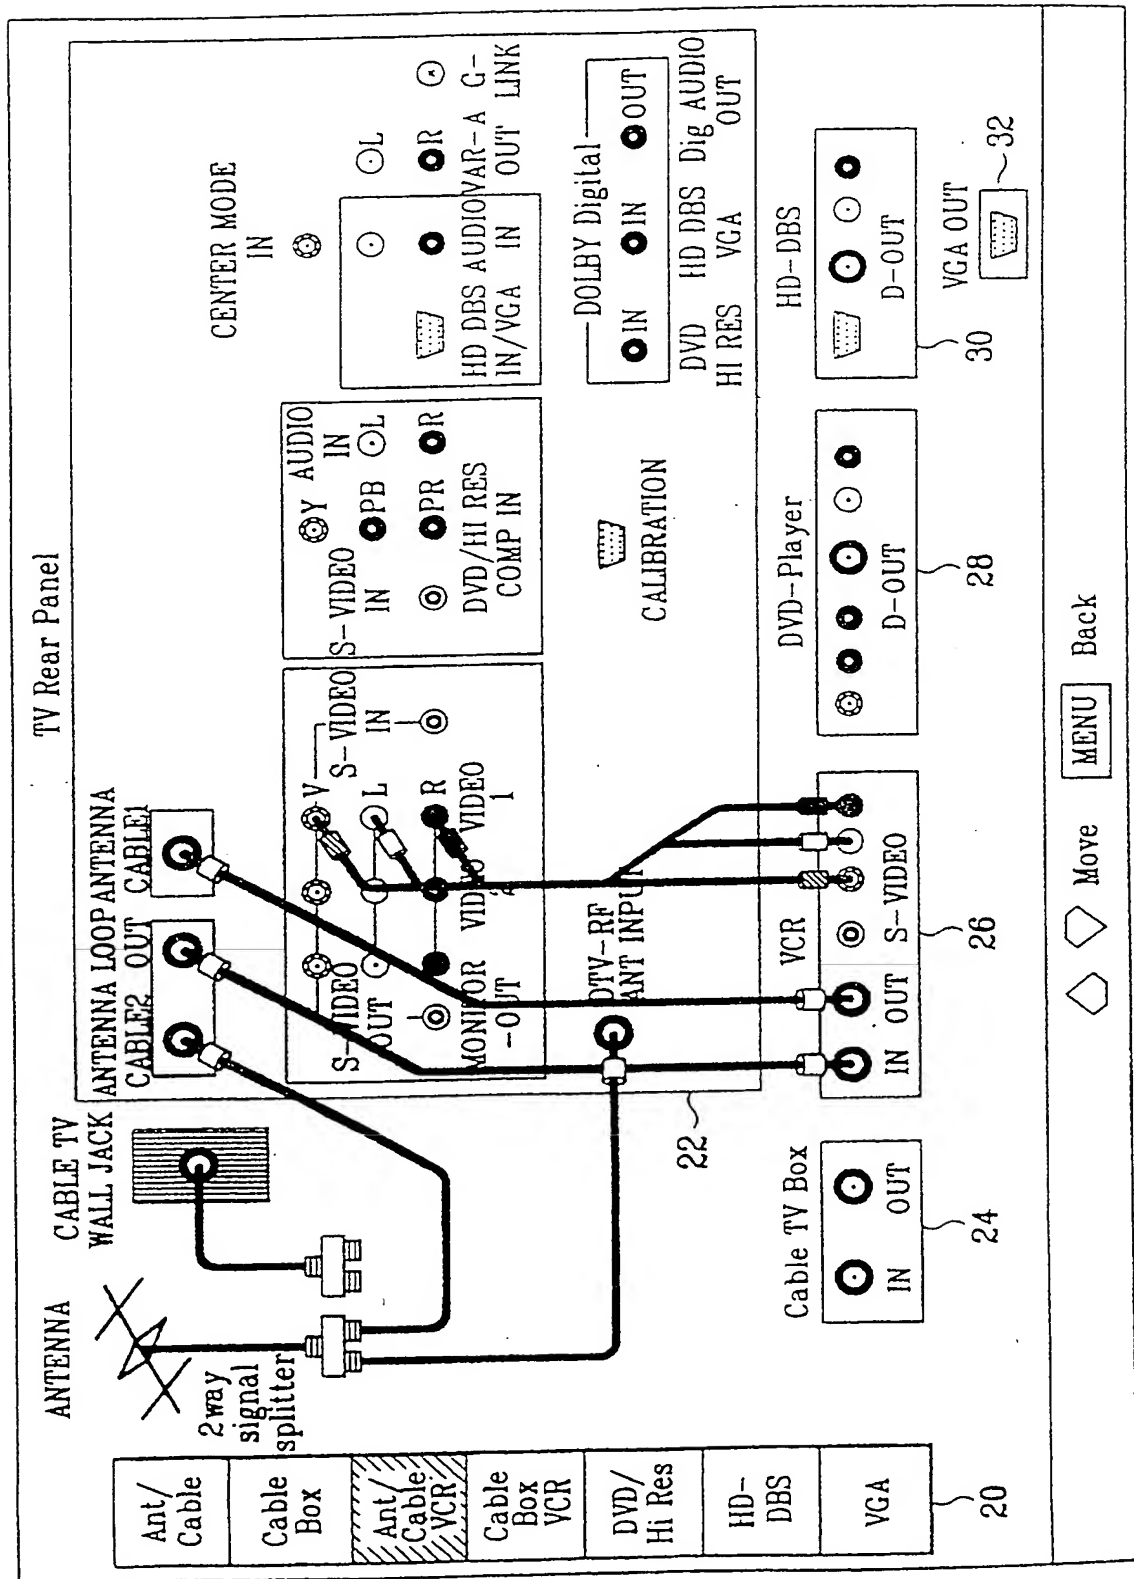 TV Rear Panel
ANTENNA
2way
signal
splitter
CABLE TV
WALL JACK
ANTENNA LOOP ANTENNA
CABLE2 OUT CABLE1
S-VIDEO
OUT
MONITOR
-OUT
V
L
R
VIDEO
2
VIDEO
1
S-VIDEO
IN
DTV-RF
ANT INPUT
S-VIDEO
IN
Y
PB
PR
AUDIO
IN
L
R
DVD/HI RES
COMP IN
CENTER MODE
IN
HD DBS
IN/VGA
AUDIO
IN
VAR-A
OUT
L
R
G-
LINK
CALIBRATION
DOLBY Digital
IN
IN
OUT
DVD
HI RES
HD DBS
VGA
Dig AUDIO
OUT
22
Ant/
Cable
Cable
Box
Ant/
Cable
VCR
Cable
Box
VCR
DVD/
Hi Res
HD-
DBS
VGA
20
Cable TV Box
IN OUT
24
VCR
IN OUT S-VIDEO
26
DVD-Player
D-OUT
28
HD-DBS
D-OUT
30
VGA OUT
32
Move
MENU
Back